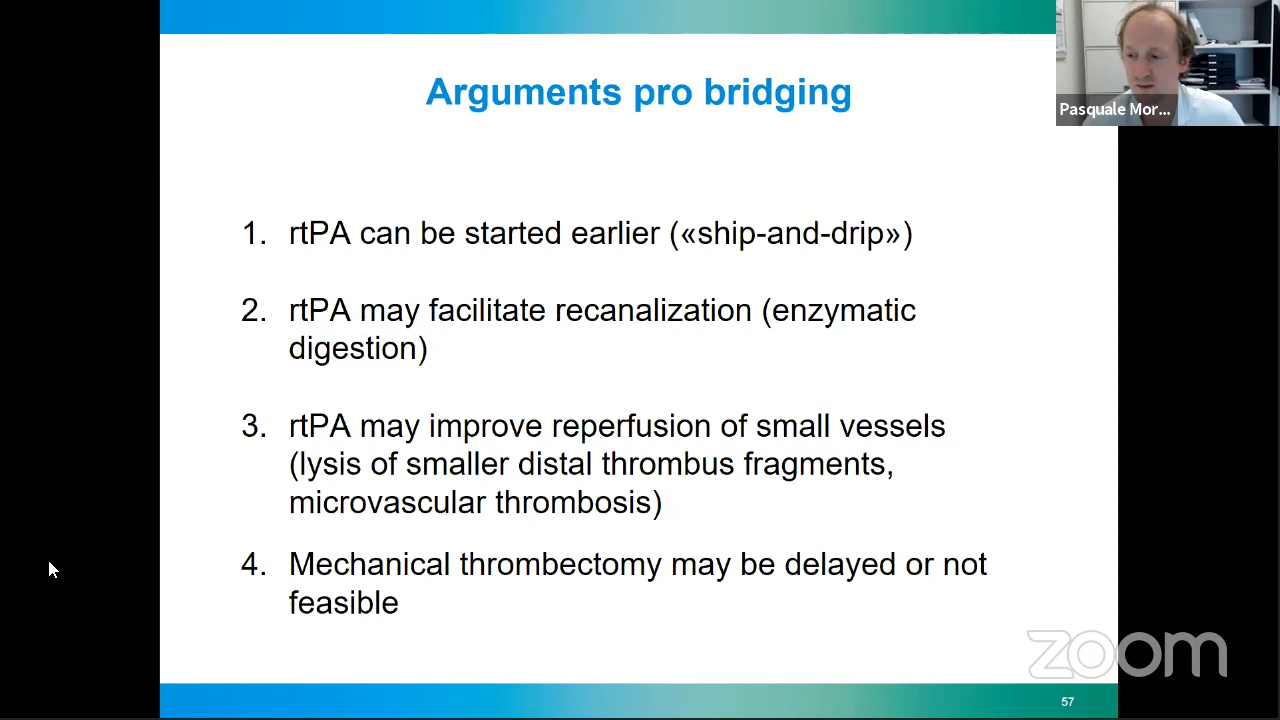 Arguments pro bridging
Pasquale Mor...
1. rtPA can be started earlier («ship-and-drip»)
2. rtPA may facilitate recanalization (enzymatic
digestion)
3. rtPA may improve reperfusion of small vessels
(lysis of smaller distal thrombus fragments,
microvascular thrombosis)
4. Mechanical thrombectomy may be delayed or not
feasible
zoom
57